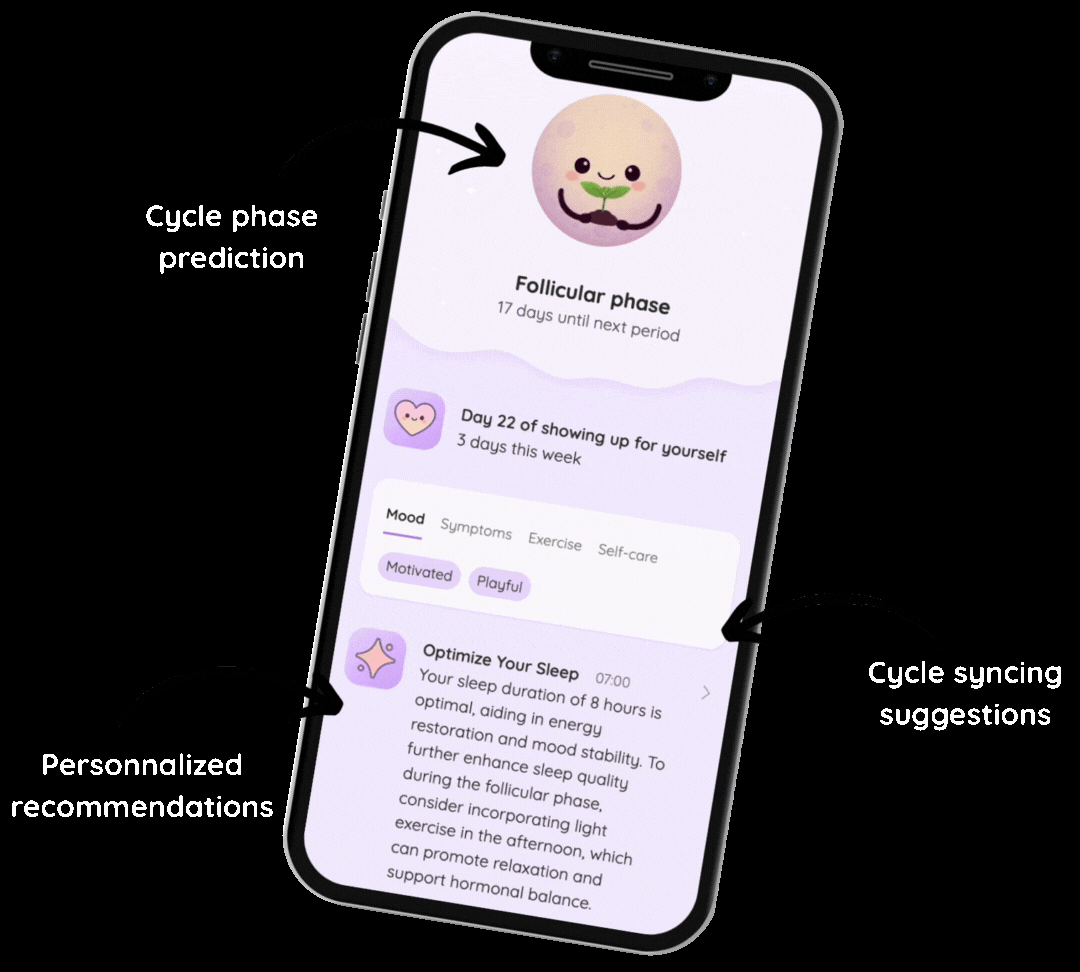 Cycle phase
prediction
Follicular phase
17 days until next period
Day 22 of showing up for yourself
3 days this week
Mood Symptoms Exercise Self-care
Motivated Playful
Optimize Your Sleep 07:00
Your sleep duration of 8 hours is
optimal, aiding in energy
restoration and mood stability. To
further enhance sleep quality
during the follicular phase,
consider incorporating light
exercise in the afternoon, which
can promote relaxation and
support hormonal balance.
Cycle syncing
suggestions
Personnalized
recommendations